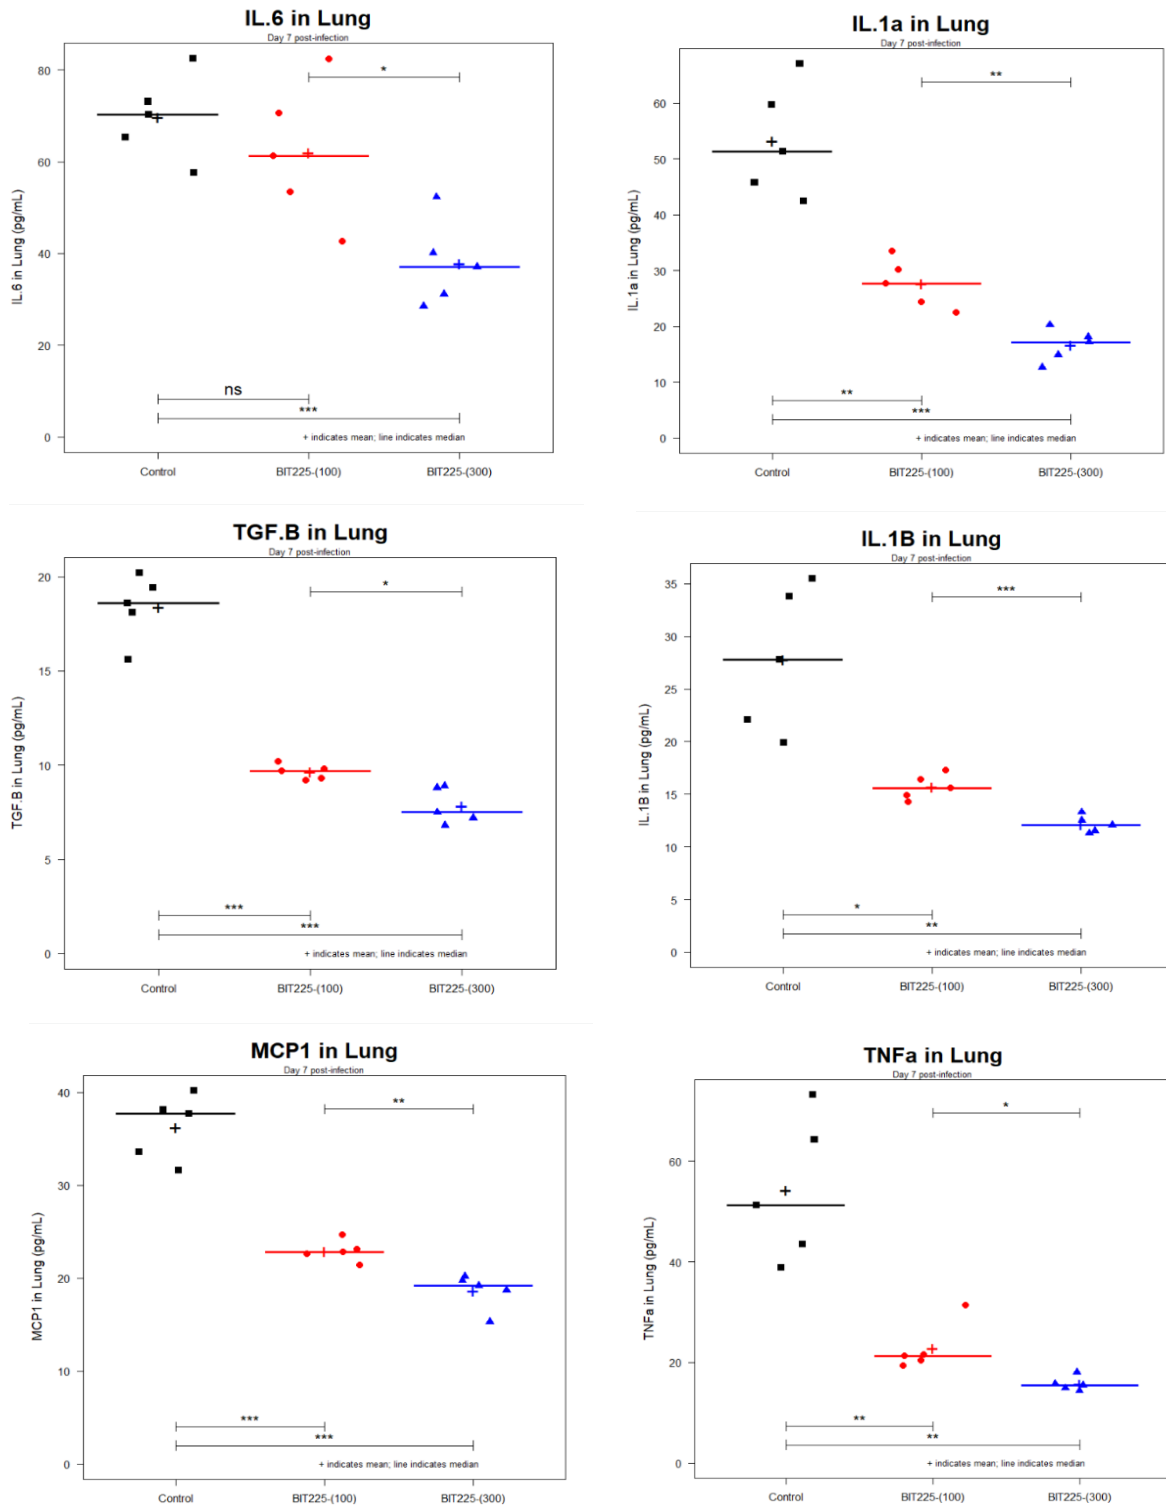 IL.6 in Lung
Day 7 post-infection
80
60
40
20
0
IL.6 in Lung (pg/mL)
*
ns
***
+ indicates mean; line indicates median
Control
BIT225-(100)
BIT225-(300)
IL.1a in Lung
Day 7 post-infection
60
50
40
30
20
10
0
IL.1a in Lung (pg/mL)
**
**
***
+ indicates mean; line indicates median
Control
BIT225-(100)
BIT225-(300)
TGF.B in Lung
Day 7 post-infection
20
15
10
5
0
TGF.B in Lung (pg/mL)
*
***
***
+ indicates mean; line indicates median
Control
BIT225-(100)
BIT225-(300)
IL.1B in Lung
Day 7 post-infection
35
30
25
20
15
10
5
0
IL.1B in Lung (pg/mL)
***
*
**
+ indicates mean; line indicates median
Control
BIT225-(100)
BIT225-(300)
MCP1 in Lung
Day 7 post-infection
40
30
20
10
0
MCP1 in Lung (pg/mL)
**
***
***
+ indicates mean; line indicates median
Control
BIT225-(100)
BIT225-(300)
TNFa in Lung
Day 7 post-infection
60
40
20
0
TNFa in Lung (pg/mL)
*
**
**
+ indicates mean; line indicates median
Control
BIT225-(100)
BIT225-(300)